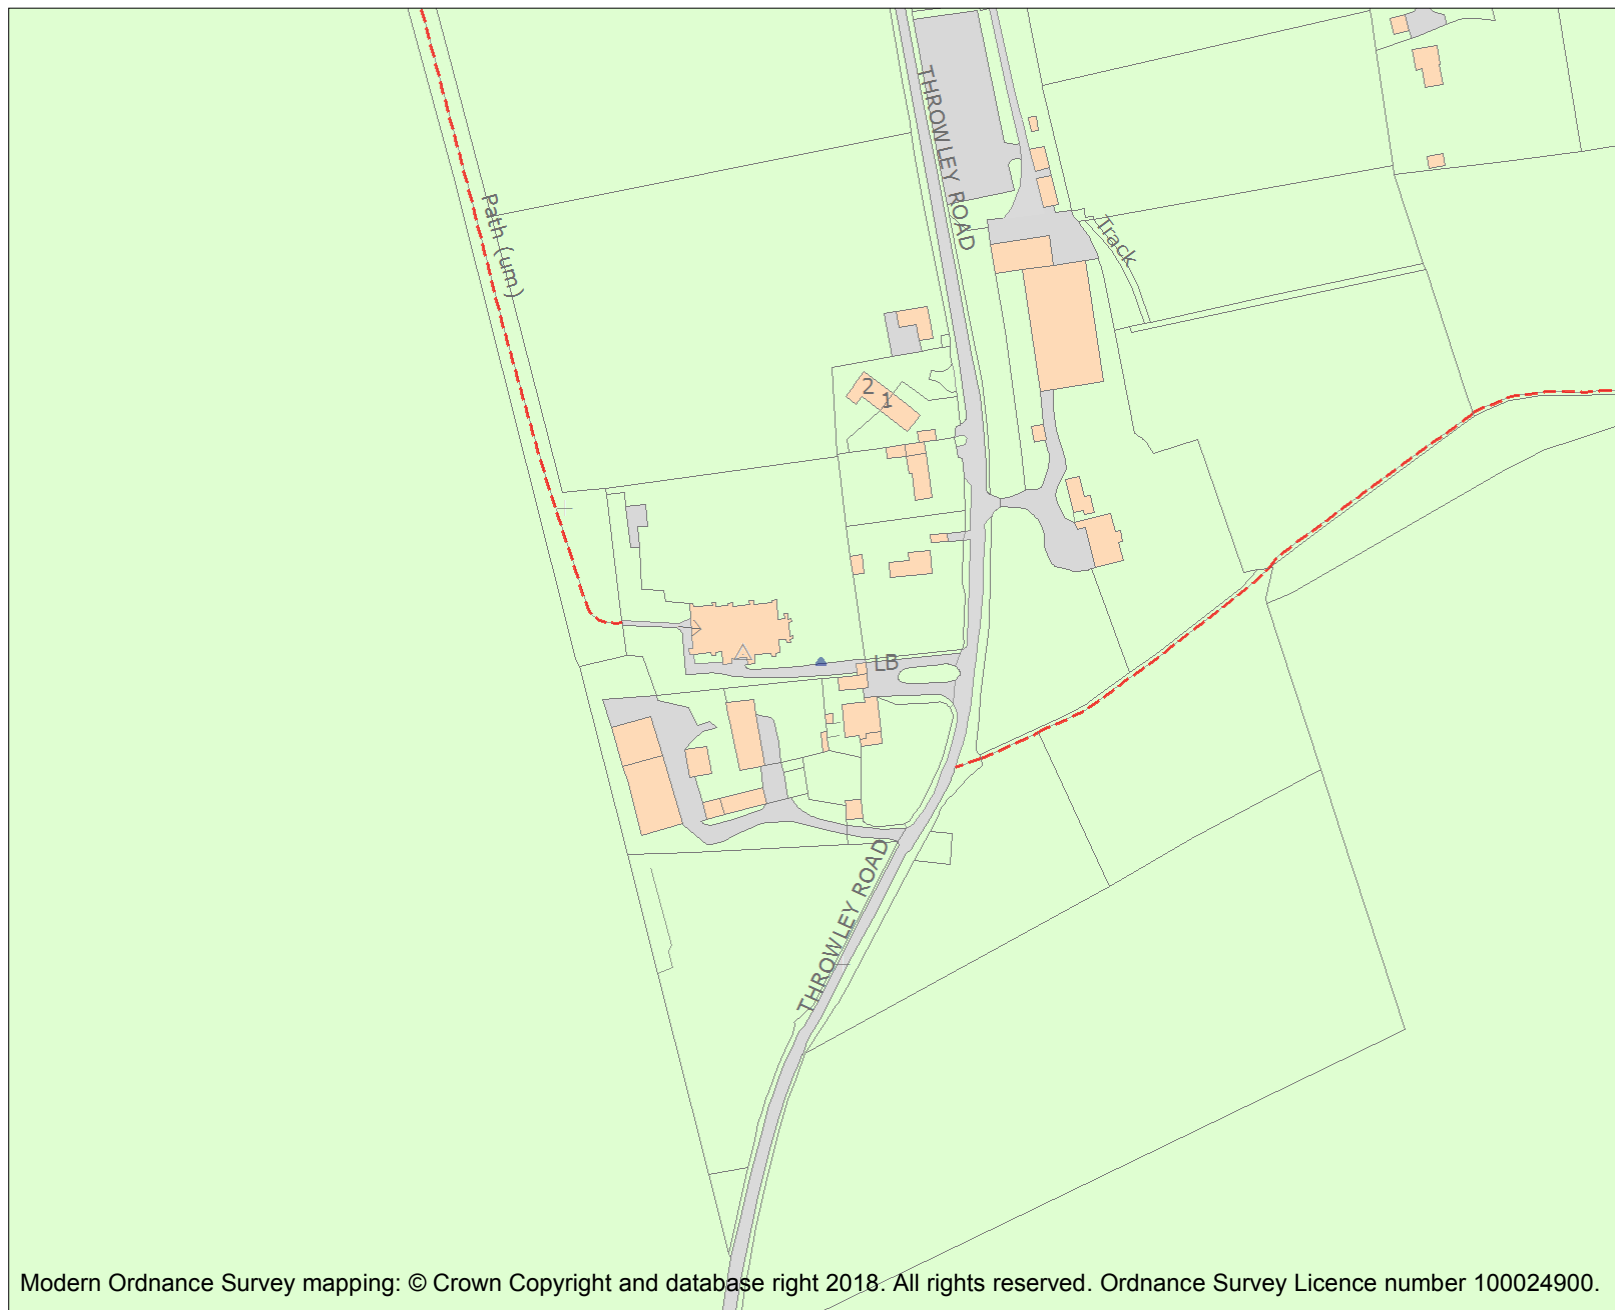 THROWLEY ROAD
Path (um)
Track
2
1
LB
THROWLEY ROAD
Modern Ordnance Survey mapping: © Crown Copyright and database right 2018. All rights reserved. Ordnance Survey Licence number 100024900.